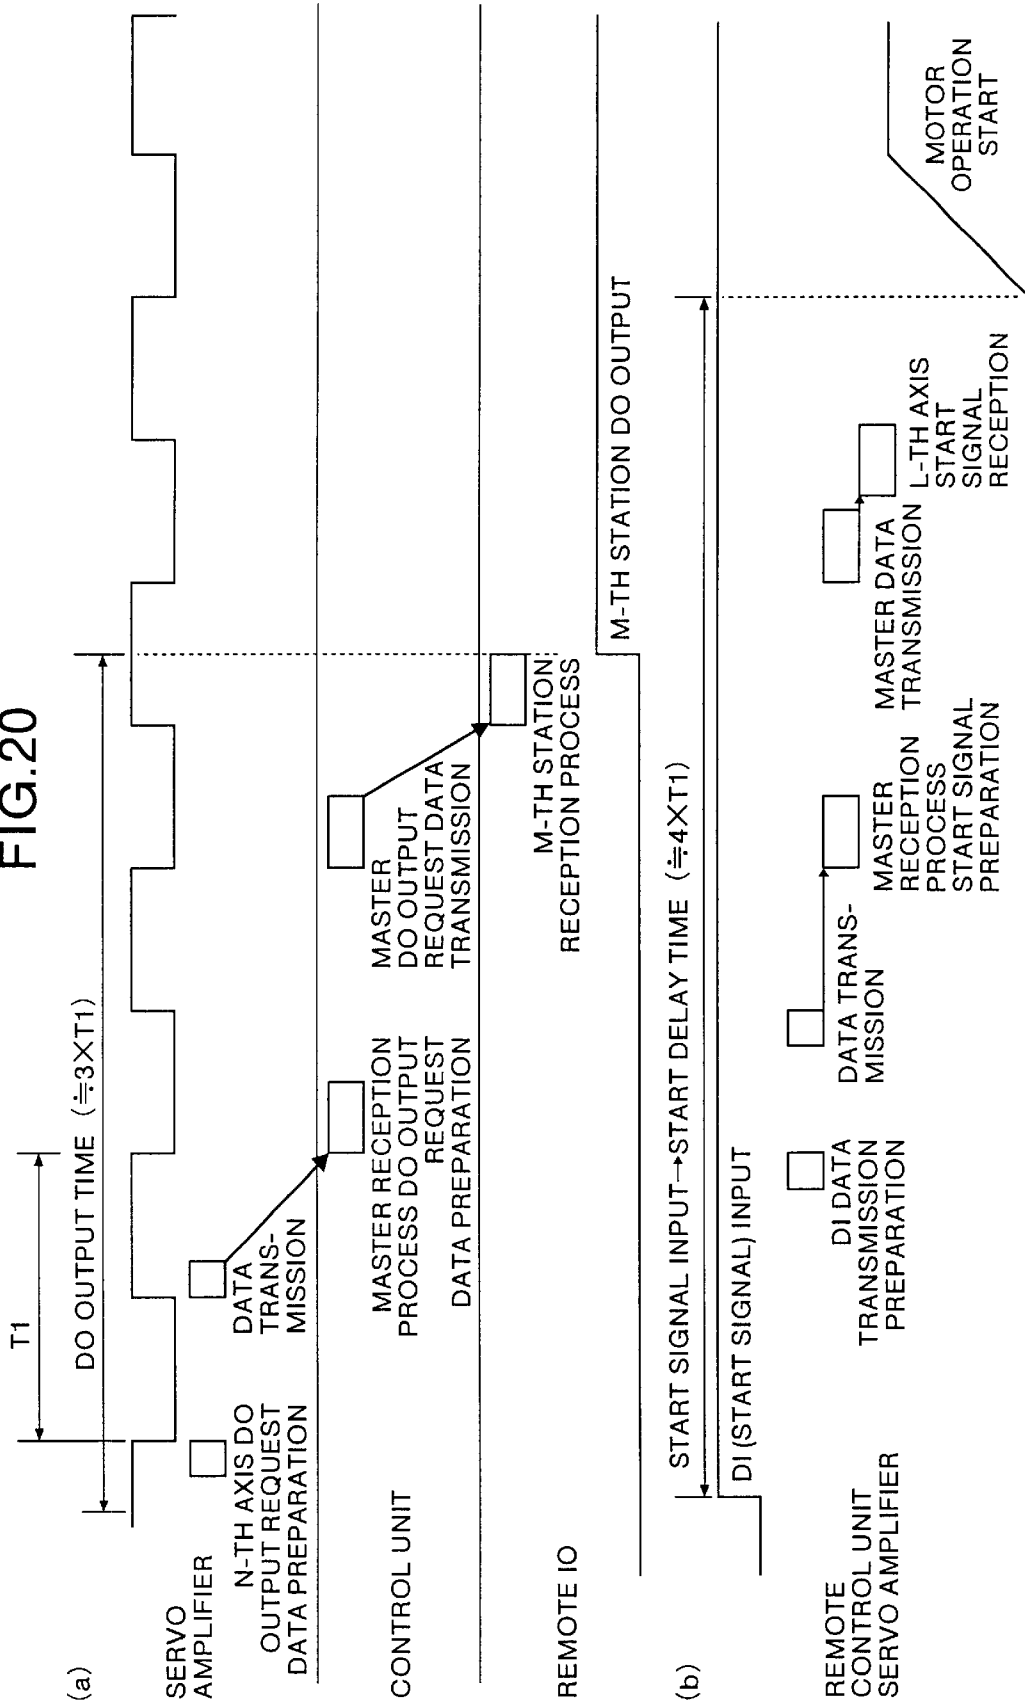 FIG.20
(a)
T1
DO OUTPUT TIME (≒3×T1)
SERVO
AMPLIFIER
N-TH AXIS DO
OUTPUT REQUEST
DATA PREPARATION
DATA
TRANS-
MISSION
CONTROL UNIT
MASTER RECEPTION
PROCESS DO OUTPUT
REQUEST
DATA PREPARATION
MASTER
DO OUTPUT
REQUEST DATA
TRANSMISSION
REMOTE IO
M-TH STATION
RECEPTION PROCESS
M-TH STATION DO OUTPUT
(b)
START SIGNAL INPUT→START DELAY TIME (≒4×T1)
DI (START SIGNAL) INPUT
REMOTE
CONTROL UNIT
SERVO AMPLIFIER
DI DATA
TRANSMISSION
PREPARATION
DATA TRANS-
MISSION
MASTER
RECEPTION
PROCESS
START SIGNAL
PREPARATION
MASTER DATA
TRANSMISSION
L-TH AXIS
START
SIGNAL
RECEPTION
MOTOR
OPERATION
START